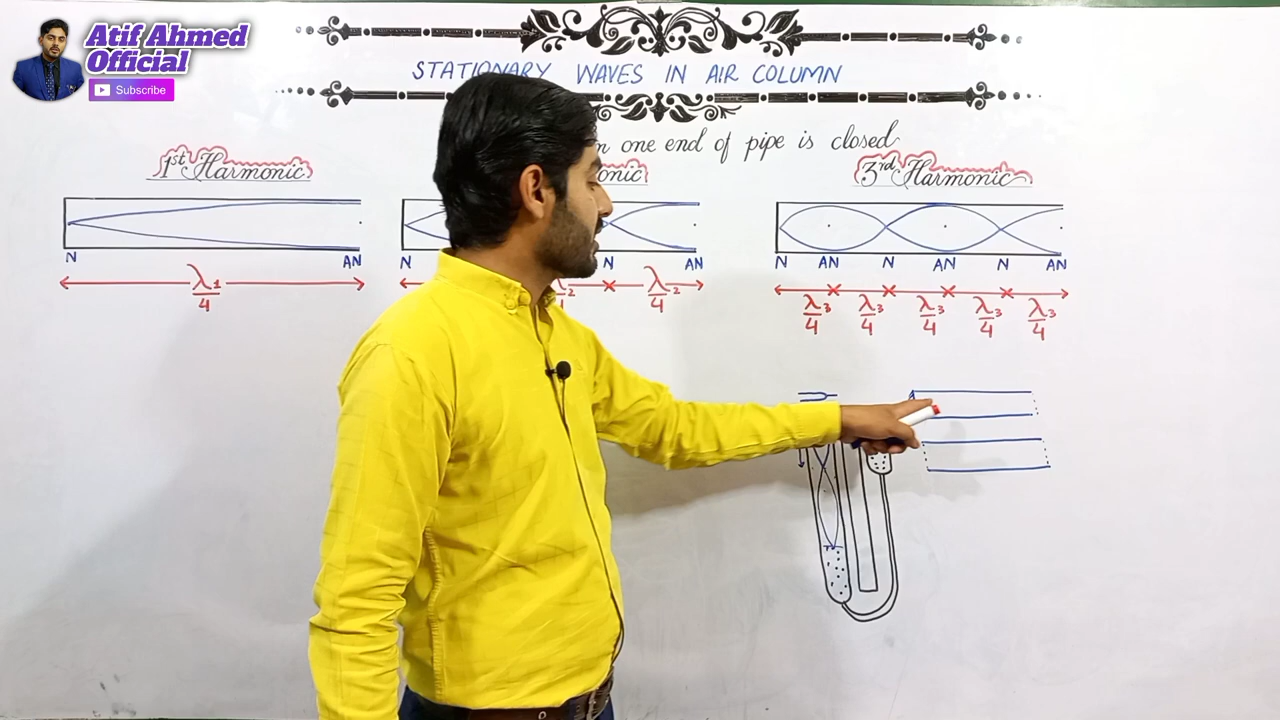 Atif Ahmed
Official
Subscribe
STATIONARY WAVES IN AIR COLUMN
one end of pipe is closed
1st Harmonic
3rd Harmonic
N AN
N N AN
N AN N AN N AN
λ1/4
λ2/4
λ3/4 λ3/4 λ3/4 λ3/4 λ3/4